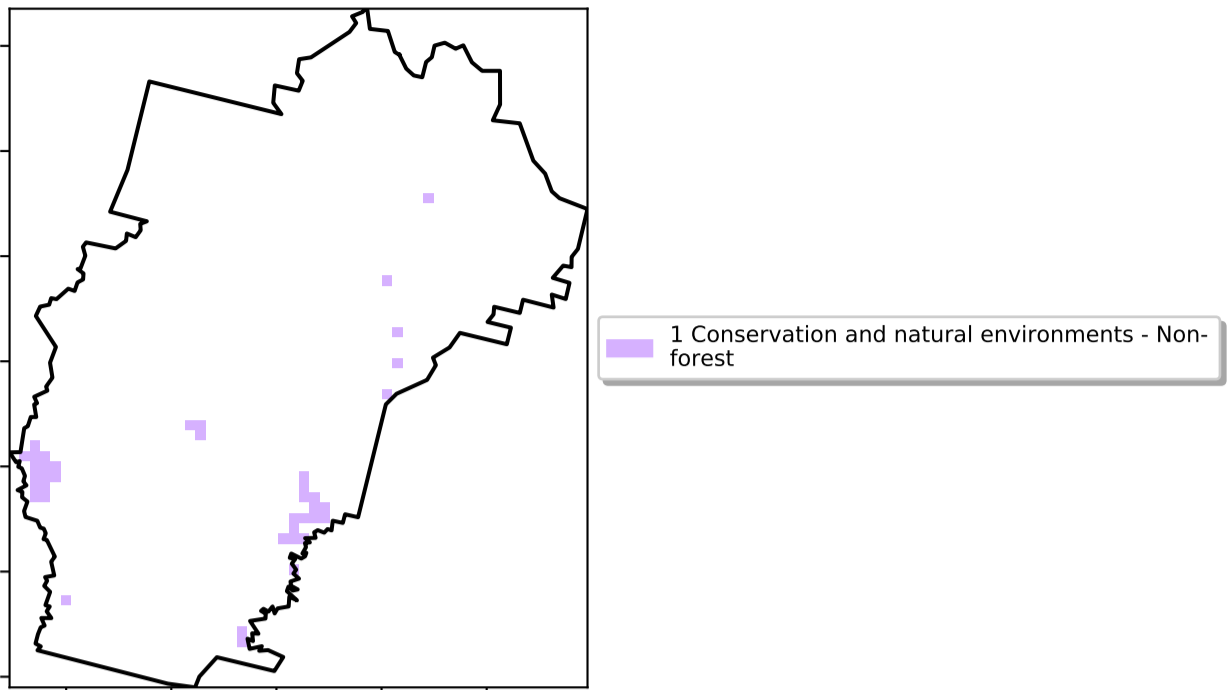 1 Conservation and natural environments - Non-
forest